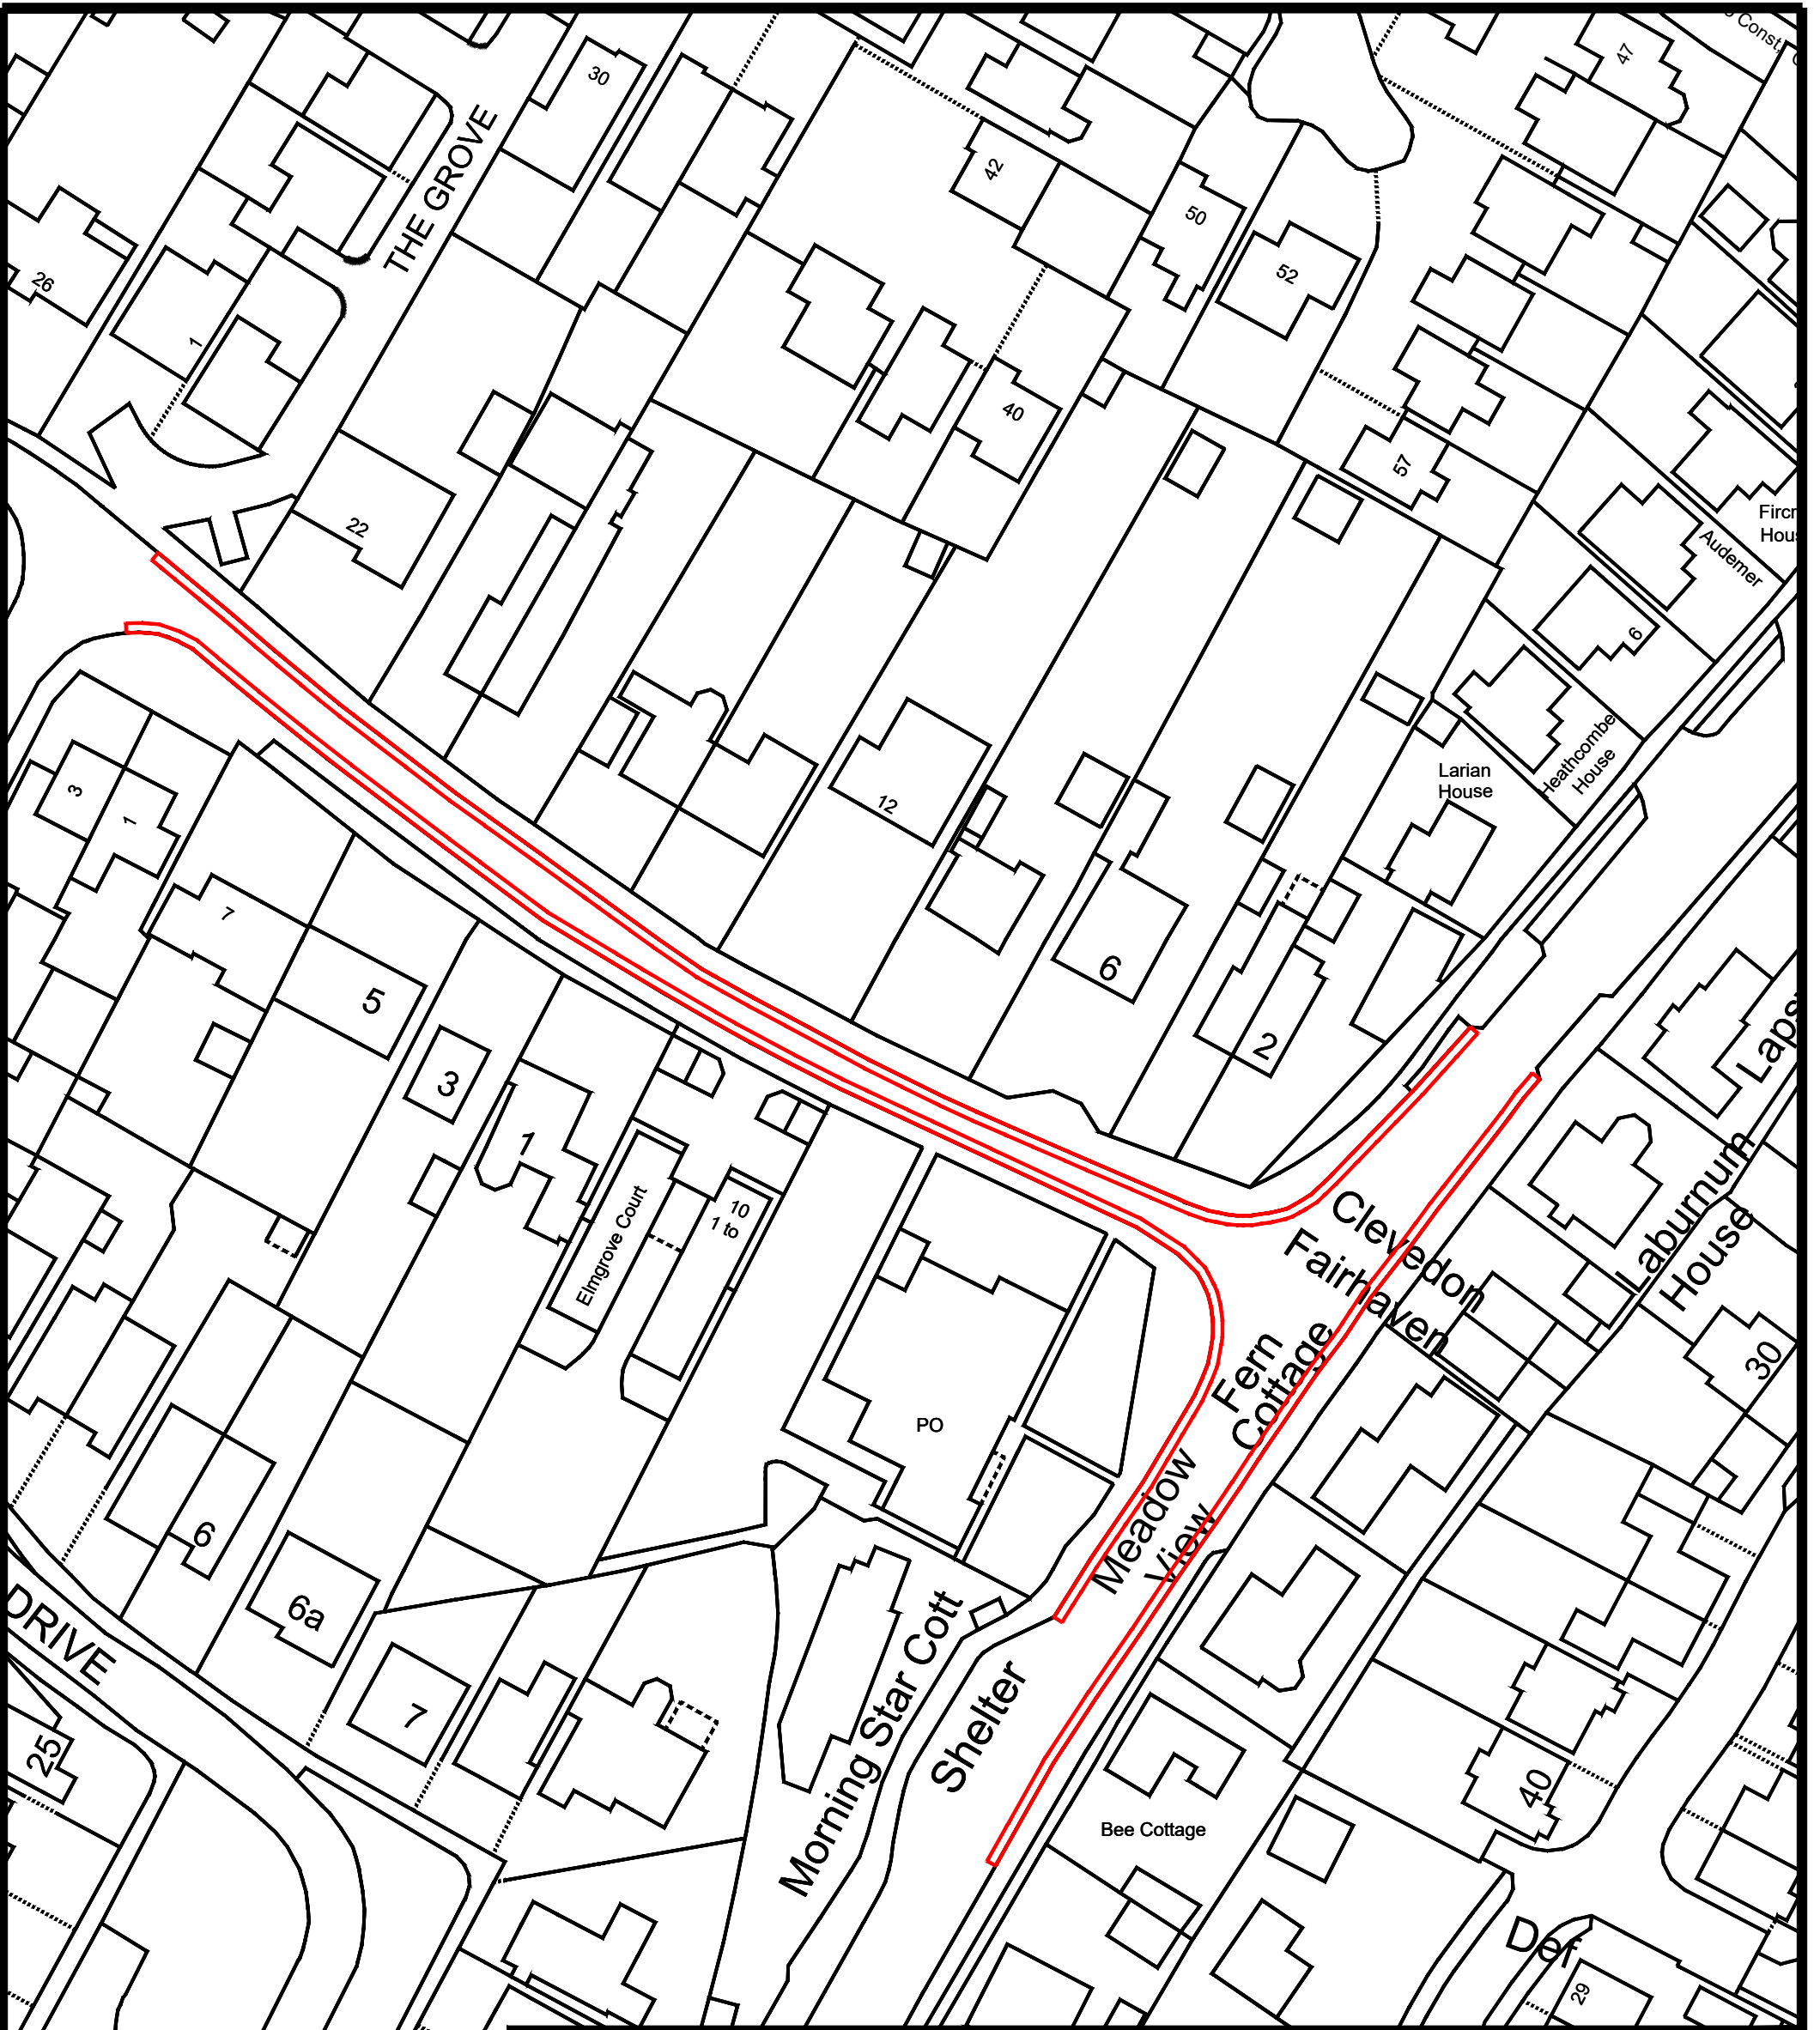 Const.
47
30
THE GROVE
42
50
52
26
1
40
57
22
Audemer
6
Heathcombe
House
Larian
House
12
3
1
7
5
6
2
3
1
Elmgrove Court
10
1 to
Clevedon
Fairhaven
Laburnum
House
30
Fern
Cottage
PO
Meadow
View
6
6a
DRIVE
Morning Star Cott
Shelter
7
25
40
Bee Cottage
Def
29